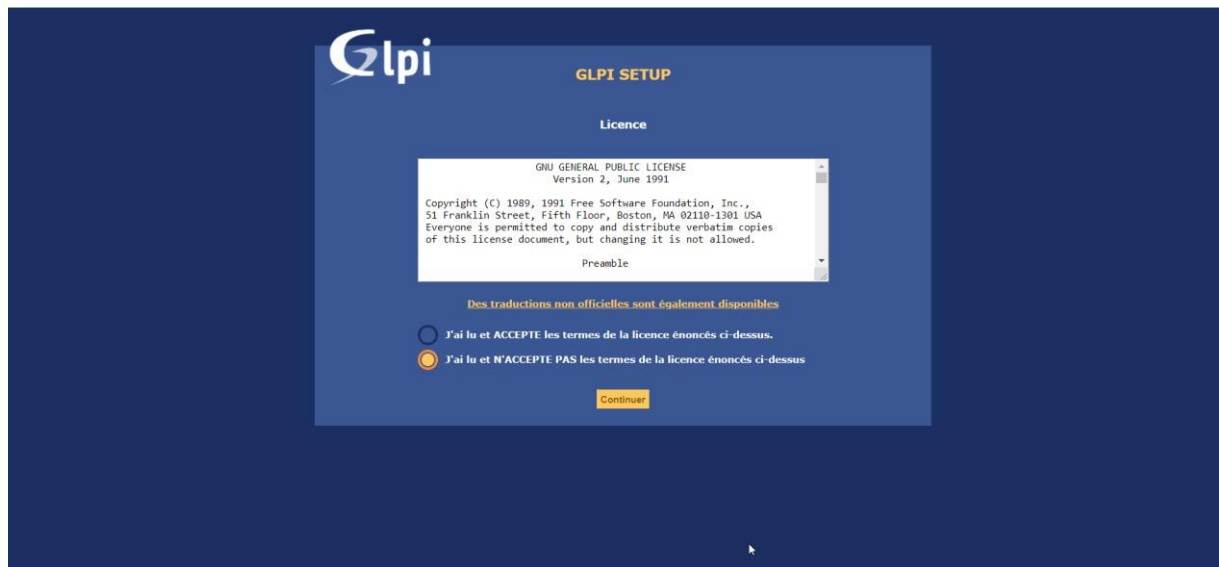 Glpi
GLPI SETUP
Licence
GNU GENERAL PUBLIC LICENSE
Version 2, June 1991
Copyright (C) 1989, 1991 Free Software Foundation, Inc.,
51 Franklin Street, Fifth Floor, Boston, MA 02110-1301 USA
Everyone is permitted to copy and distribute verbatim copies
of this license document, but changing it is not allowed.
Preamble
Des traductions non officielles sont également disponibles
J'ai lu et ACCEPTE les termes de la licence énoncés ci-dessus.
J'ai lu et N'ACCEPTE PAS les termes de la licence énoncés ci-dessus
Continuer